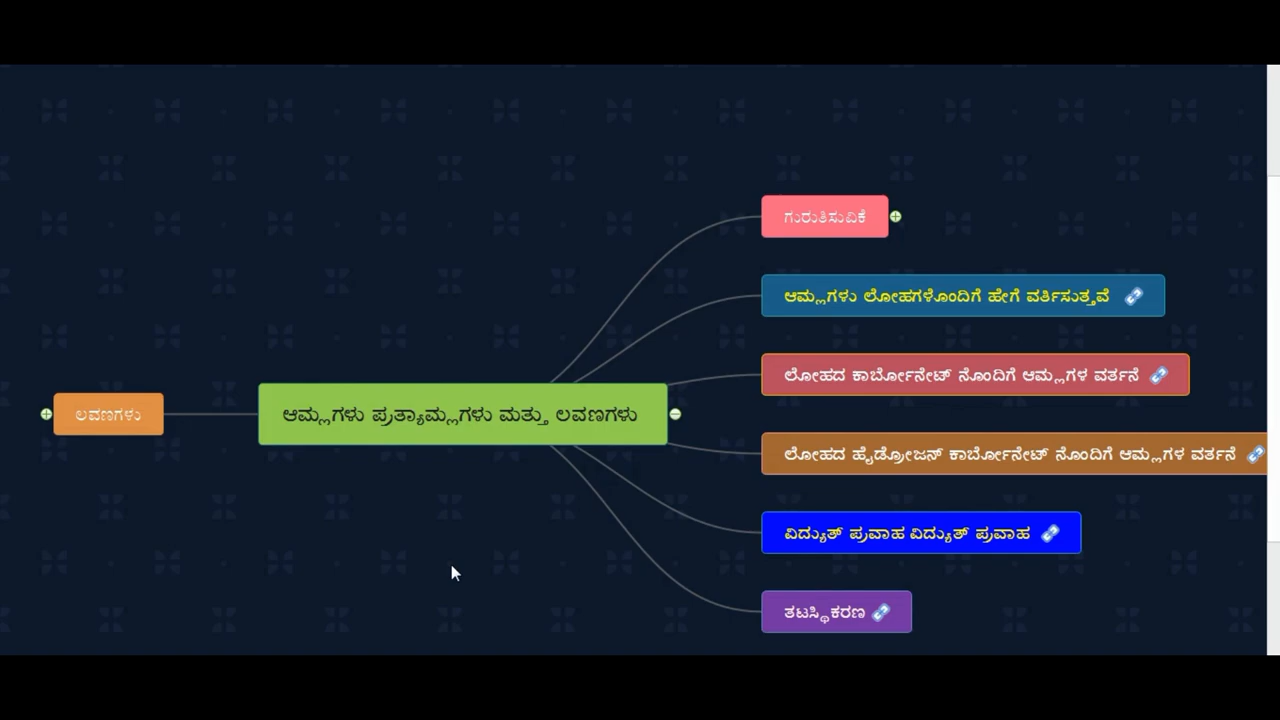 ಗುರುತಿಸುವಿಕೆ
ಆಮ್ಲಗಳು ಲೋಹಗಳೊಂದಿಗೆ ಹೇಗೆ ವರ್ತಿಸುತ್ತವೆ
ಲೋಹದ ಕಾರ್ಬೋನೇಟ್ ನೊಂದಿಗೆ ಆಮ್ಲಗಳ ವರ್ತನೆ
ಲವಣಗಳು
ಆಮ್ಲಗಳು ಪ್ರತ್ಯಾಮ್ಲಗಳು ಮತ್ತು ಲವಣಗಳು
ಲೋಹದ ಹೈಡ್ರೋಜನ್ ಕಾರ್ಬೋನೇಟ್ ನೊಂದಿಗೆ ಆಮ್ಲಗಳ ವರ್ತನೆ
ವಿದ್ಯುತ್ ಪ್ರವಾಹ ವಿದ್ಯುತ್ ಪ್ರವಾಹ
ತಟಸ್ಥಿಕರಣ